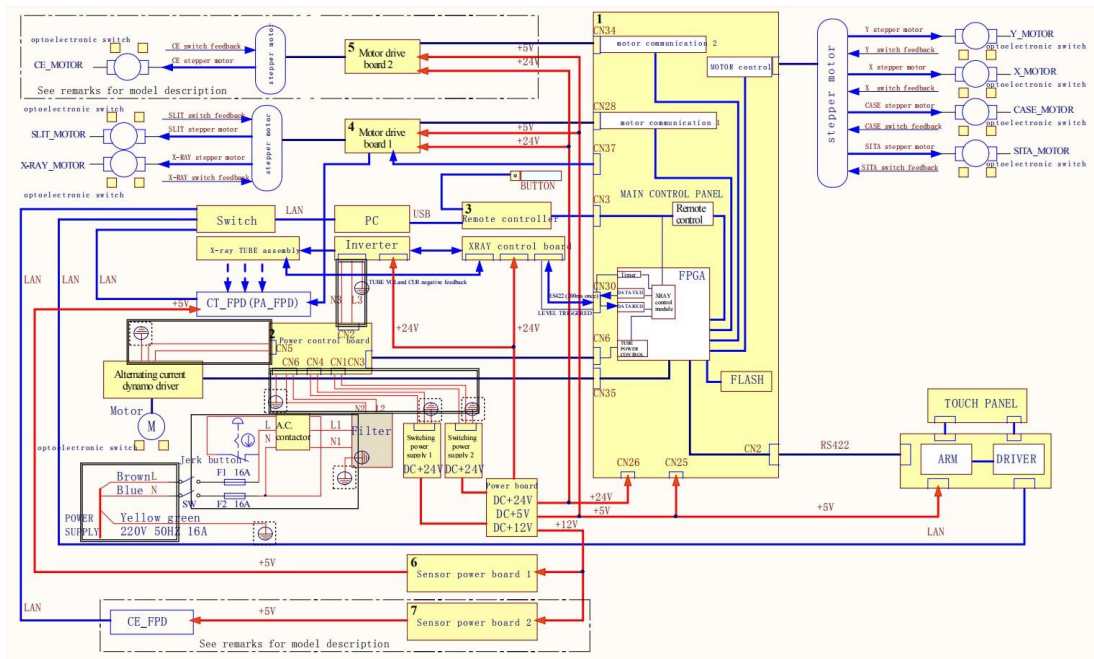 optoelectronic switch
CE_MOTOR
CE switch feedback
CE stepper motor
stepper motor
See remarks for model description
5
Motor drive
board 2
+5V
+24V
optoelectronic switch
SLIT_MOTOR
X-RAY_MOTOR
optoelectronic switch
SLIT switch feedback
SLIT stepper motor
X-RAY stepper motor
X-RAY switch feedback
stepper motor
4
Motor drive
board 1
+5V
+24V
1
CN34
motor communication 2
MOTOR control
CN28
motor communication 1
CN37
MAIN CONTROL PANEL
CN3
Remote
control
stepper motor
Y stepper motor
Y switch feedback
X stepper motor
X switch feedback
CASE stepper motor
CASE switch feedback
SITA stepper motor
SITA switch feedback
Y_MOTOR
optoelectronic switch
X_MOTOR
optoelectronic switch
CASE_MOTOR
optoelectronic switch
SITA_MOTOR
optoelectronic switch
BUTTON
Switch
LAN
PC
USB
3
Remote controller
X-ray TUBE assembly
Inverter
XRAY control board
LAN
LAN
LAN
+5V
CT_FPD(PA_FPD)
TUBE VOLand CUR negative feedback
N3
L3
CN2
+24V
+24V
LEVEL TRIGGERED
CN30
FPGA
Timer
DATATXD
DATARXD
XRAY
control
module
CN6
TUBE
POWER
CONTROL
CN35
FLASH
2
Power control board
CN5
CN6
CN4
CN1
CN3
Alternating current
dynamo driver
Motor
M
optoelectronic switch
L
N
A.C.
contactor
L1
N1
N2
L2
Filter
Jerk button
F1 16A
F2 16A
SW
Brown
L
Blue
N
Yellow green
POWER
SUPPLY
220V 50HZ 16A
Switching
power
supply 1
DC+24V
Switching
power
supply 2
DC+24V
Power board
DC+24V
DC+5V
DC+12V
+24V
+5V
+12V
CN26
CN25
CN2
RS422
TOUCH PANEL
ARM
DRIVER
+5V
LAN
+5V
6
Sensor power board 1
LAN
CE_FPD
+5V
7
Sensor power board 2
See remarks for model description